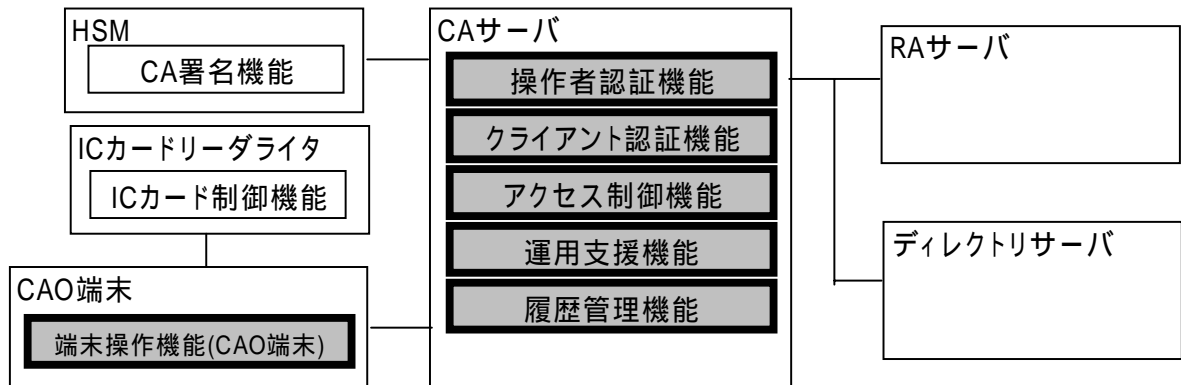 HSM
CA署名機能
ICカードリーダライタ
ICカード制御機能
CAO端末
端末操作機能(CAO端末)
CAサーバ
操作者認証機能
クライアント認証機能
アクセス制御機能
運用支援機能
履歴管理機能
RAサーバ
ディレクトリサーバ